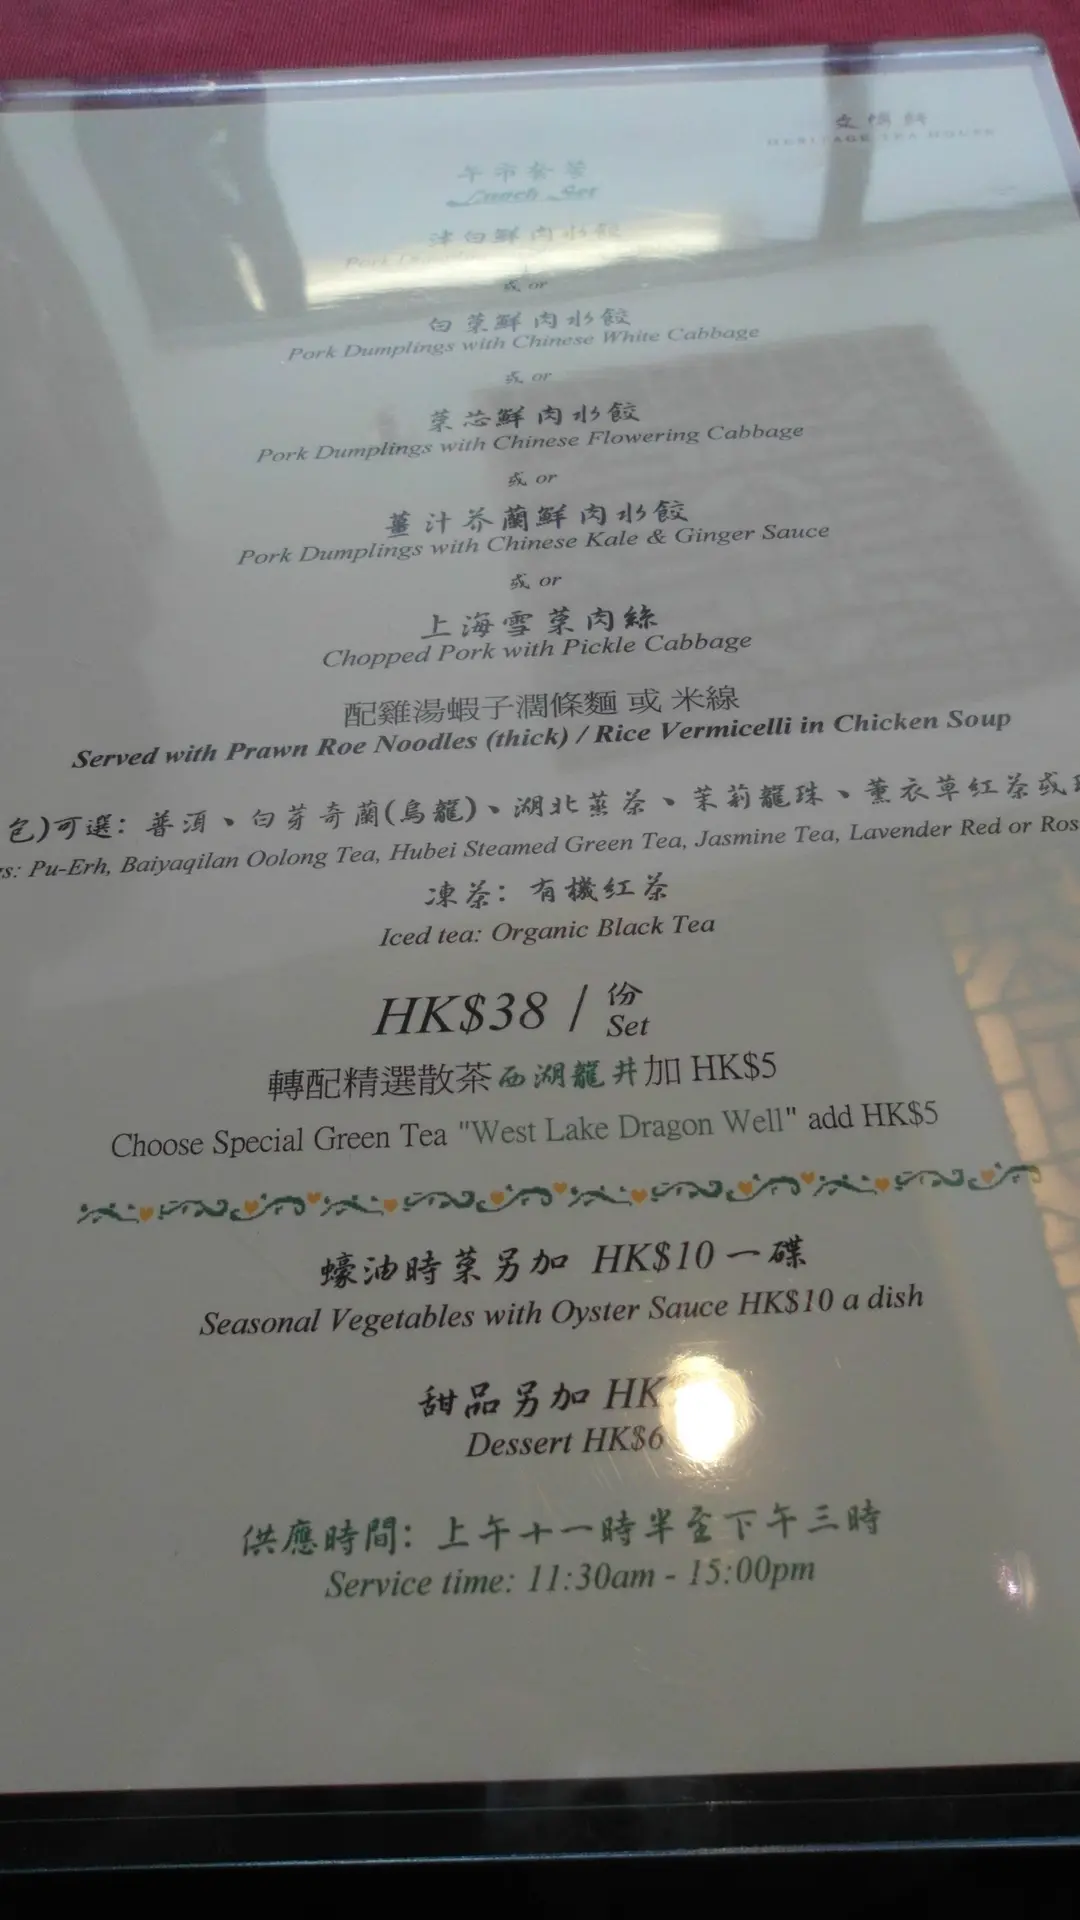 HERITAGE TEA HOUSE
午市套餐
Lunch Set
津白鮮肉水餃
Pork
或 or
白菜鮮肉水餃
Pork Dumplings with Chinese White Cabbage
或 or
菜芯鮮肉水餃
Pork Dumplings with Chinese Flowering Cabbage
或 or
薑汁芥蘭鮮肉水餃
Pork Dumplings with Chinese Kale & Ginger Sauce
或 or
上海雪菜肉絲
Chopped Pork with Pickle Cabbage
配雞湯蝦子濶條麵 或 米線
Served with Prawn Roe Noodles (thick) / Rice Vermicelli in Chicken Soup
包)可選: 普洱、白芽奇蘭(烏龍)、湖北蒸茶、茉莉龍珠、薰衣草紅茶或
s: Pu-Erh, Baiyaqilan Oolong Tea, Hubei Steamed Green Tea, Jasmine Tea, Lavender Red or Ros
凍茶: 有機紅茶
Iced tea: Organic Black Tea
HK$38 / 份
Set
轉配精選散茶西湖龍井加 HK$5
Choose Special Green Tea "West Lake Dragon Well" add HK$5
蠔油時菜另加 HK$10 一碟
Seasonal Vegetables with Oyster Sauce HK$10 a dish
甜品另加 HK
Dessert HK$6
供應時間: 上午十一時半至下午三時
Service time: 11:30am - 15:00pm